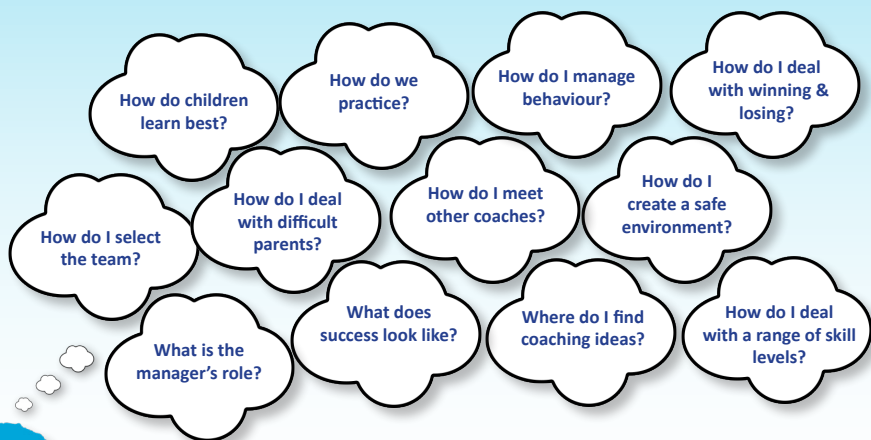 How do children
learn best?
How do we
practice?
How do I manage
behaviour?
How do I deal
with winning &
losing?
How do I select
the team?
How do I deal
with difficult
parents?
How do I meet
other coaches?
How do I
create a safe
environment?
What is the
manager's role?
What does
success look like?
Where do I find
coaching ideas?
How do I deal
with a range of skill
levels?